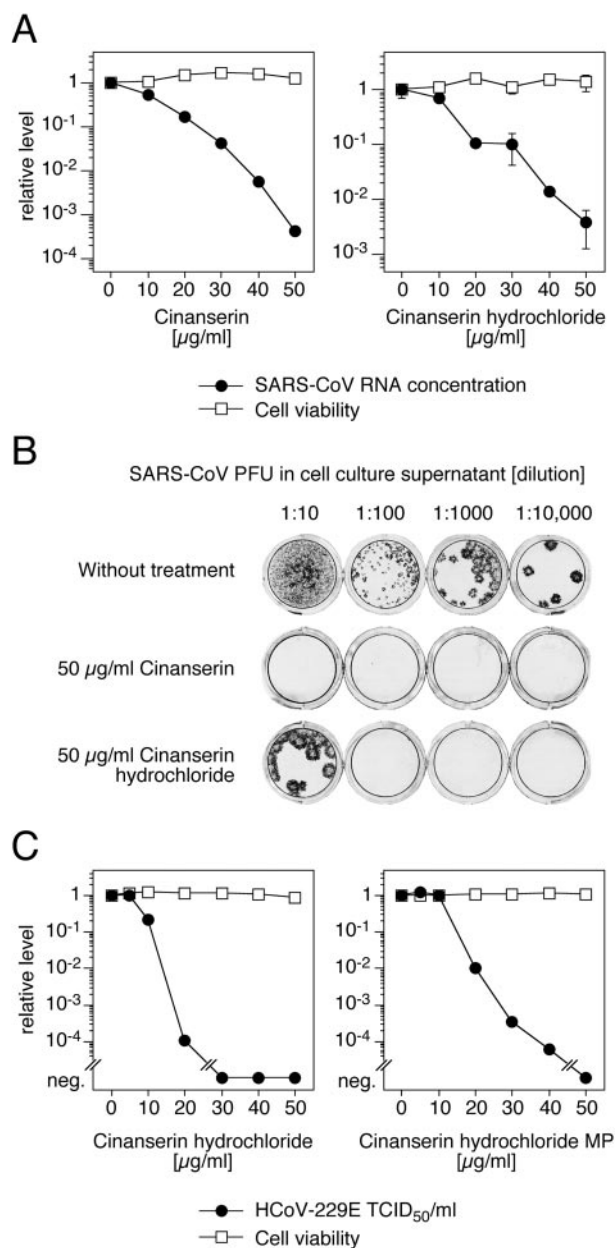 A
relative level
1
10-1
10-2
10-3
10-4
0 10 20 30 40 50
Cinanserin
[µg/ml]
1
10-1
10-2
10-3
0 10 20 30 40 50
Cinanserin hydrochloride
[µg/ml]
SARS-CoV RNA concentration
Cell viability
B
SARS-CoV PFU in cell culture supernatant [dilution]
1:10 1:100 1:1000 1:10,000
Without treatment
50 µg/ml Cinanserin
50 µg/ml Cinanserin
hydrochloride
C
relative level
1
10-1
10-2
10-3
10-4
neg.
0 10 20 30 40 50
Cinanserin hydrochloride
[µg/ml]
1
10-1
10-2
10-3
10-4
neg.
0 10 20 30 40 50
Cinanserin hydrochloride MP
[µg/ml]
HCoV-229E TCID50/ml
Cell viability